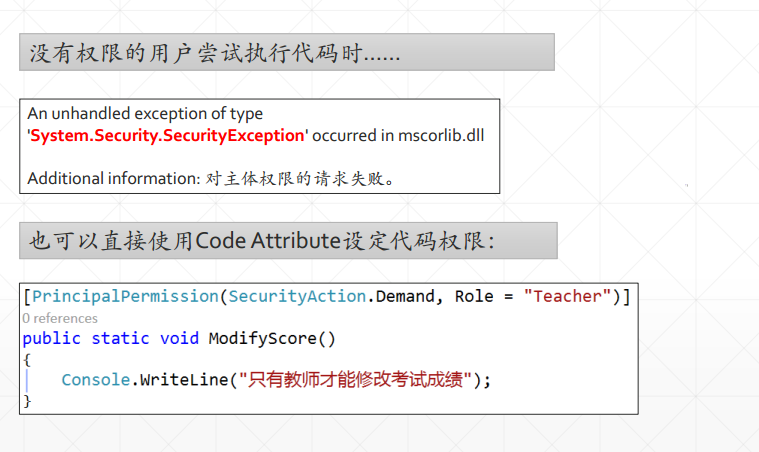 没有权限的用户尝试执行代码时……
An unhandled exception of type
'System.Security.SecurityException' occurred in mscorlib.dll
Additional information: 对主体权限的请求失败。
也可以直接使用Code Attribute设定代码权限：
[PrincipalPermission(SecurityAction.Demand, Role = "Teacher")]
0 references
public static void ModifyScore()
{
Console.WriteLine("只有教师才能修改考试成绩");
}